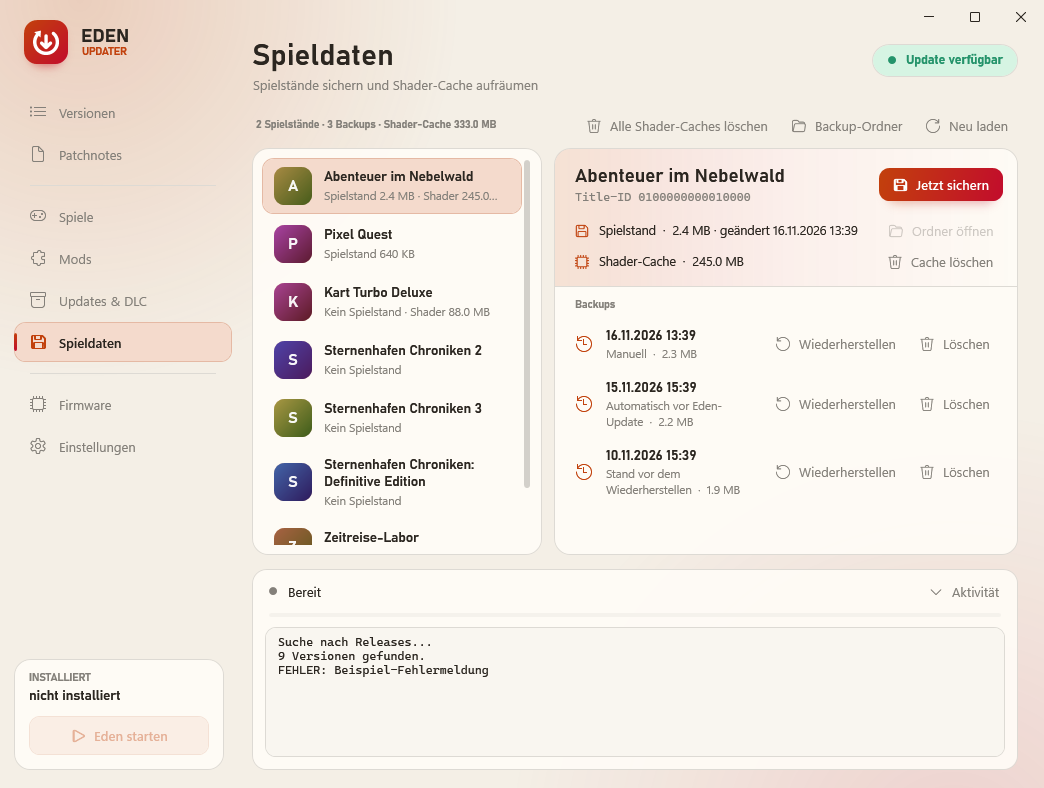 EDEN
UPDATER
Versionen
Patchnotes
Spiele
Mods
Updates & DLC
Spieldaten
Firmware
Einstellungen
INSTALLIERT
nicht installiert
Eden starten
Spieldaten
Spielstände sichern und Shader-Cache aufräumen
Update verfügbar
2 Spielstände · 3 Backups · Shader-Cache 333.0 MB
Alle Shader-Caches löschen
Backup-Ordner
Neu laden
A
Abenteuer im Nebelwald
Spielstand 2.4 MB · Shader 245.0...
P
Pixel Quest
Spielstand 640 KB
K
Kart Turbo Deluxe
Kein Spielstand · Shader 88.0 MB
S
Sternenhafen Chroniken 2
Kein Spielstand
S
Sternenhafen Chroniken 3
Kein Spielstand
S
Sternenhafen Chroniken:
Definitive Edition
Kein Spielstand
Zeitreise-Labor
Abenteuer im Nebelwald
Title-ID 0100000000010000
Jetzt sichern
Spielstand · 2.4 MB · geändert 16.11.2026 13:39
Ordner öffnen
Shader-Cache · 245.0 MB
Cache löschen
Backups
16.11.2026 13:39
Manuell · 2.3 MB
Wiederherstellen
Löschen
15.11.2026 15:39
Automatisch vor Eden-
Update · 2.2 MB
Wiederherstellen
Löschen
10.11.2026 15:39
Stand vor dem
Wiederherstellen · 1.9 MB
Wiederherstellen
Löschen
Bereit
Aktivität
Suche nach Releases...
9 Versionen gefunden.
FEHLER: Beispiel-Fehlermeldung